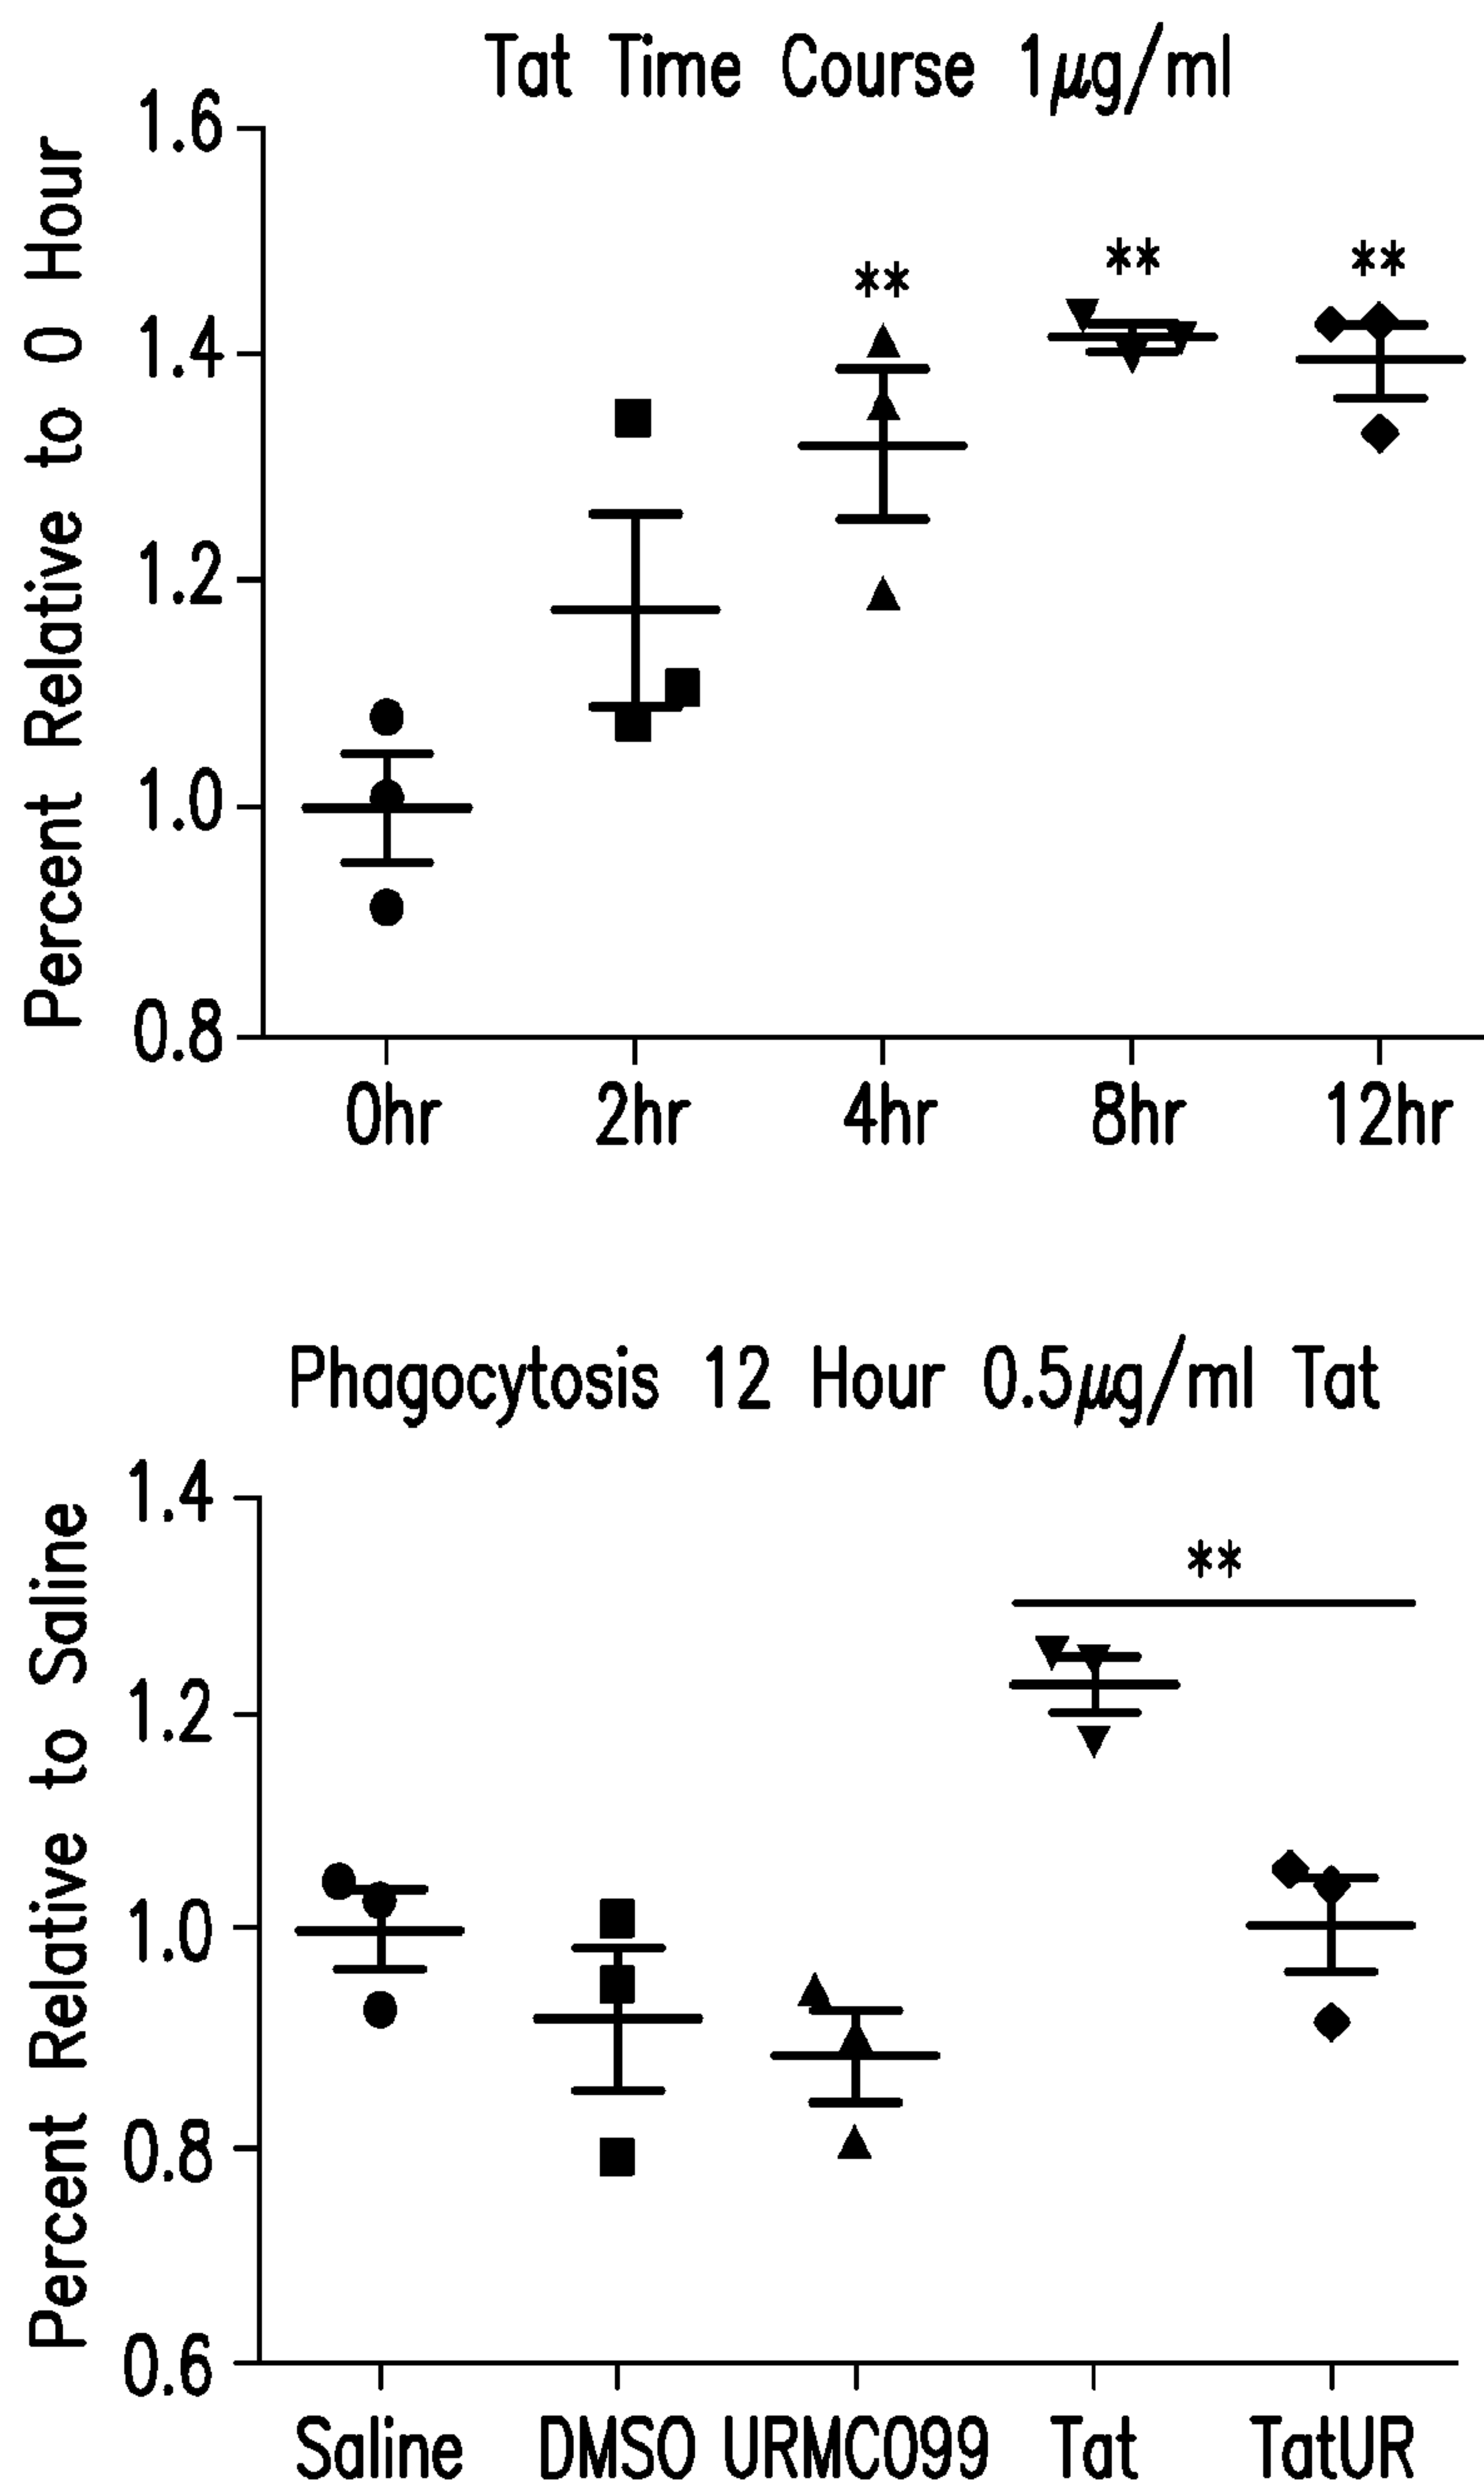 Tat Time Course 1μg/ml
Percent Relative to 0 Hour
1.6
**
**
**
1.4
1.2
1.0
0.8
0hr 2hr 4hr 8hr 12hr
Phagocytosis 12 Hour 0.5μg/ml Tat
Percent Relative to Saline
1.4
**
1.2
1.0
0.8
0.6
Saline DMSO URMC099 Tat TatUR